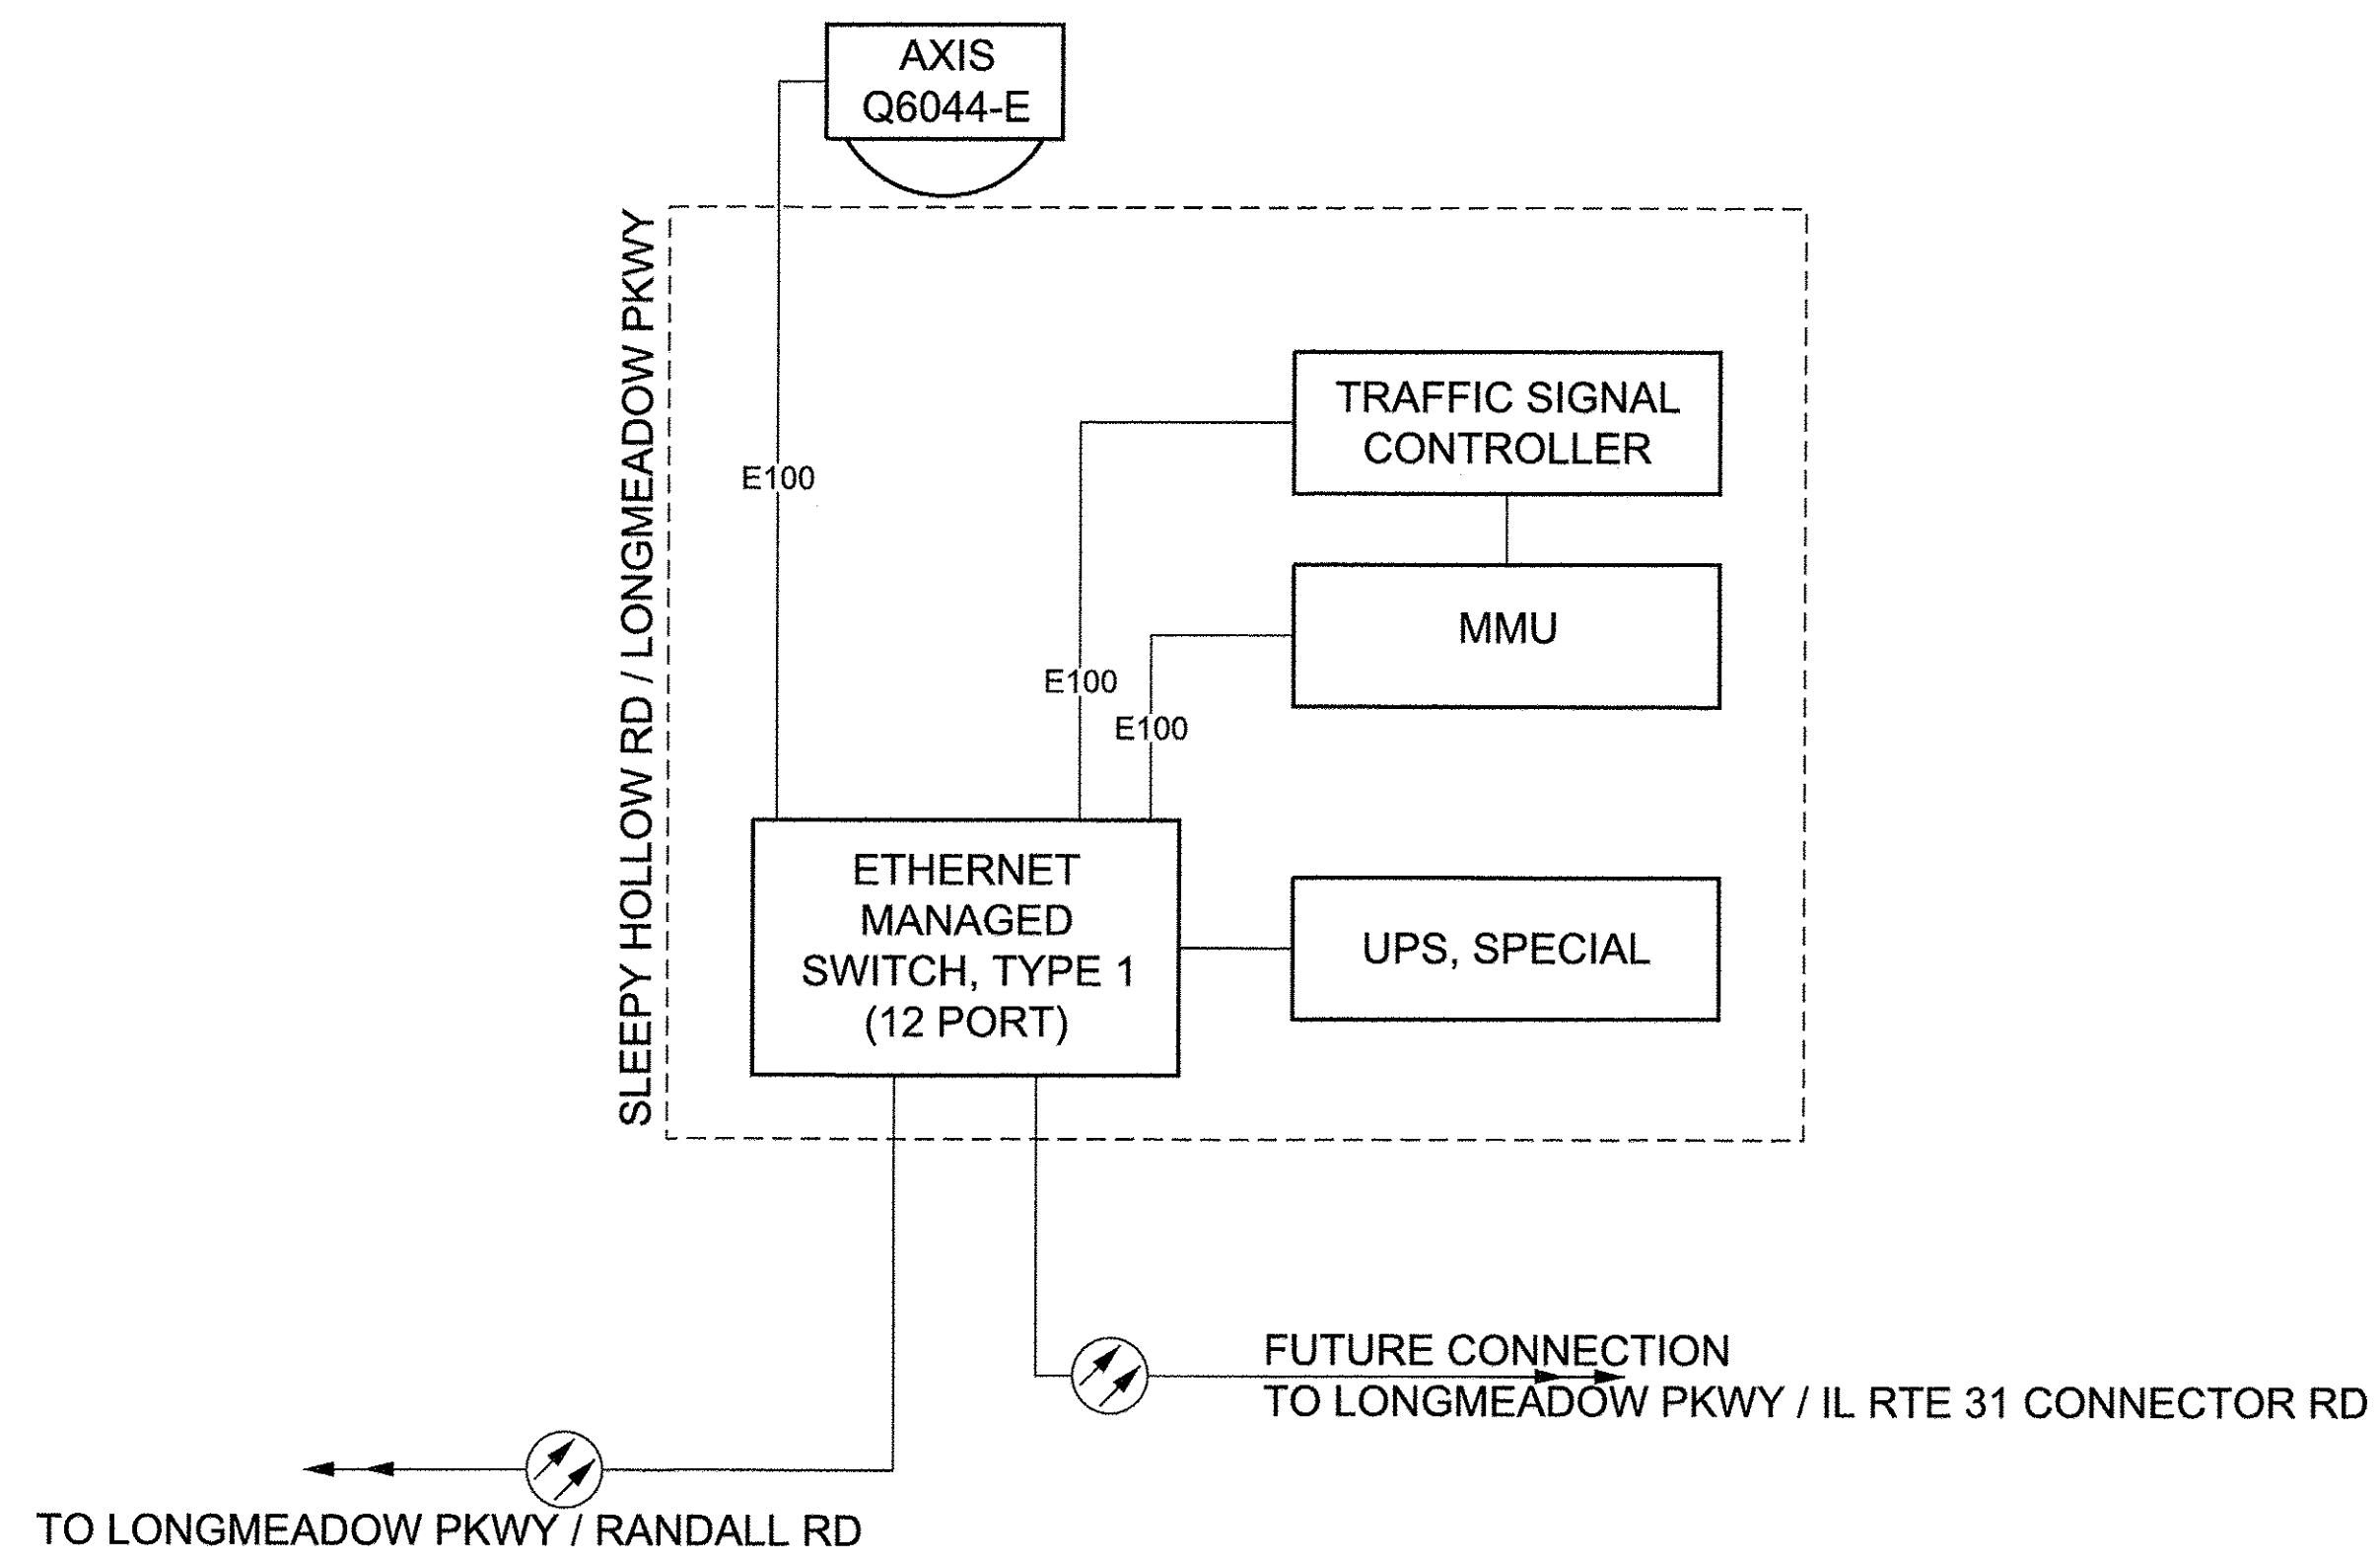 AXIS
Q6044-E
SLEEPY HOLLOW RD / LONGMEADOW PKWY
TRAFFIC SIGNAL
CONTROLLER
E100
MMU
E100
E100
ETHERNET
MANAGED
SWITCH, TYPE 1
(12 PORT)
UPS, SPECIAL
FUTURE CONNECTION
TO LONGMEADOW PKWY / IL RTE 31 CONNECTOR RD
TO LONGMEADOW PKWY / RANDALL RD